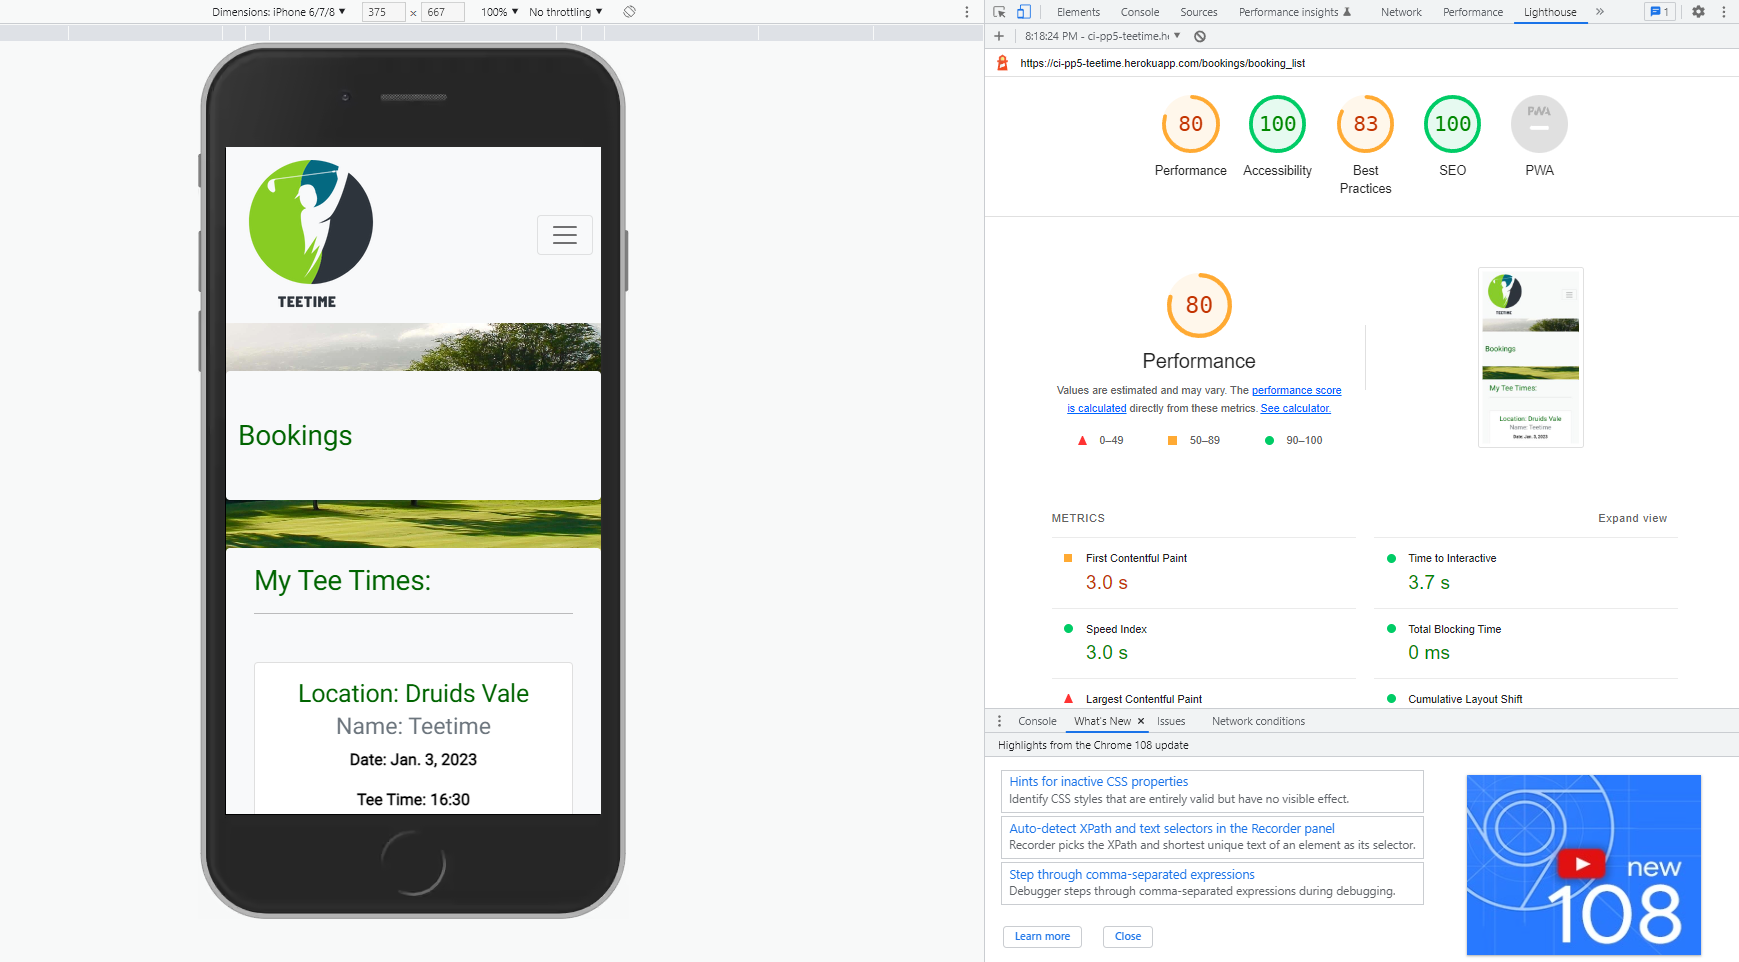 Dimensions: iPhone 6/7/8 ▼ 375 × 667 100% ▼ No throttling ▼
Elements Console Sources Performance insights Network Performance Lighthouse » 1
+ 8:18:24 PM - ci-pp5-teetime.he ▼
https://ci-pp5-teetime.herokuapp.com/bookings/booking_list
80 100 83 100 PWA
Performance Accessibility Best Practices SEO PWA
TEETIME
Bookings
My Tee Times:
Location: Druids Vale
Name: Teetime
Date: Jan. 3, 2023
Tee Time: 16:30
80
Performance
Values are estimated and may vary. The performance score
is calculated directly from these metrics. See calculator.
0–49 50–89 90–100
TEETIME
Bookings
My Tee Times:
Location: Druids Vale
Name: Teetime
Date: Jan. 3, 2023
METRICS Expand view
First Contentful Paint
3.0 s
Time to Interactive
3.7 s
Speed Index
3.0 s
Total Blocking Time
0 ms
Largest Contentful Paint
Cumulative Layout Shift
Console What's New × Issues Network conditions
Highlights from the Chrome 108 update
Hints for inactive CSS properties
Identify CSS styles that are entirely valid but have no visible effect.
Auto-detect XPath and text selectors in the Recorder panel
Recorder picks the XPath and shortest unique text of an element as its selector.
Step through comma-separated expressions
Debugger steps through comma-separated expressions during debugging.
Learn more Close
new
108